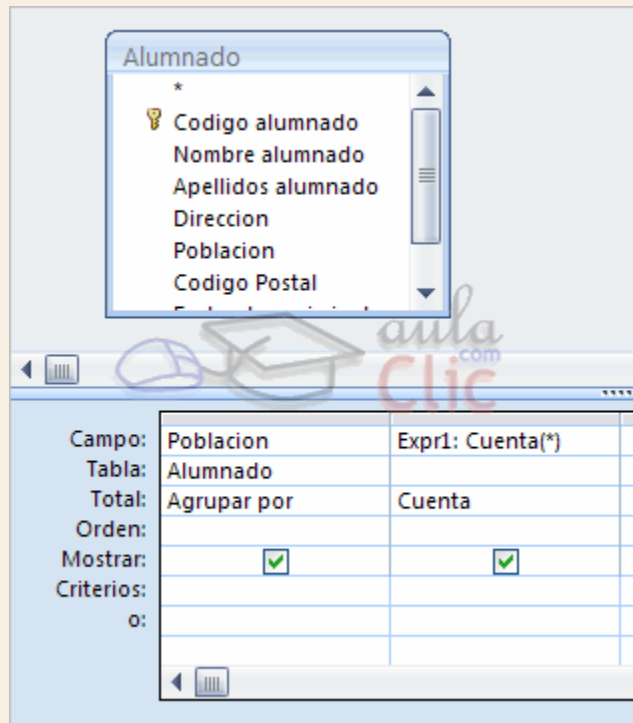 Alumnado
*
Codigo alumnado
Nombre alumnado
Apellidos alumnado
Direccion
Poblacion
Codigo Postal
aula
Clic
.com
Campo: Poblacion Expr1: Cuenta(*)
Tabla: Alumnado
Total: Agrupar por Cuenta
Orden:
Mostrar:
Criterios:
o: